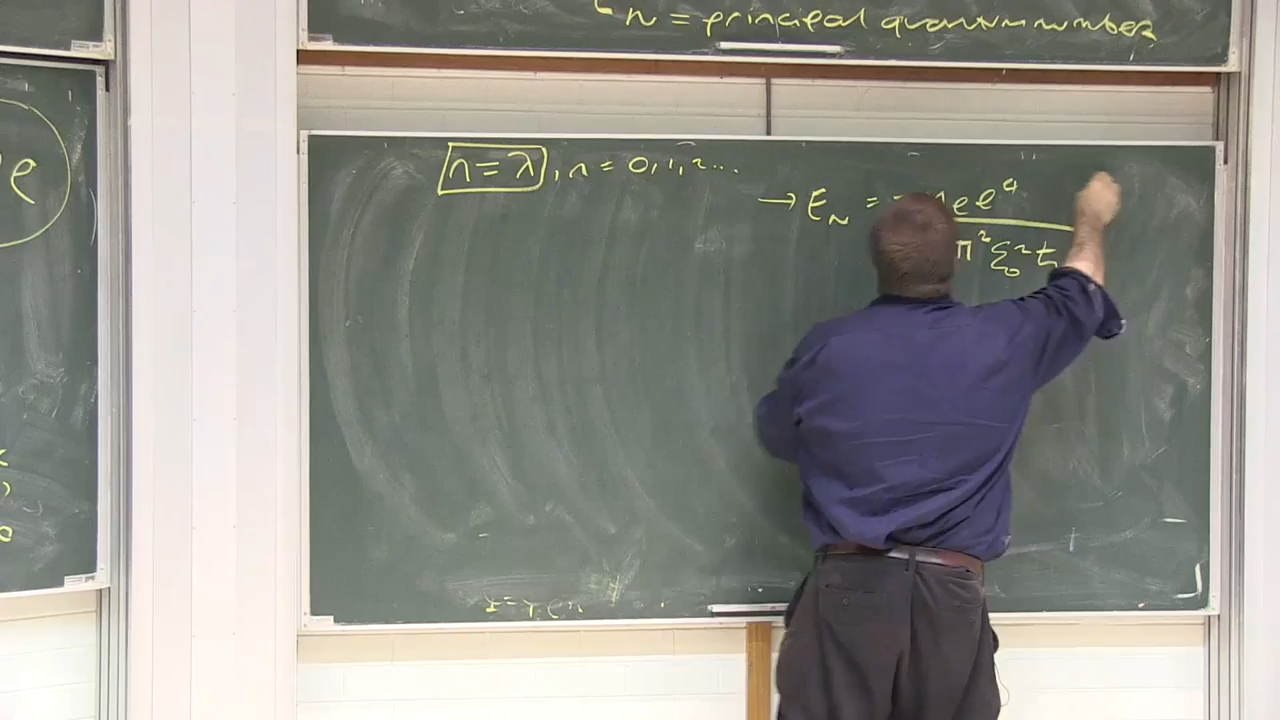 n = principal quantum number
n = λ, n = 0, 1, 2...
→ E_n =
e e⁴
π² ε₀² ħ
e